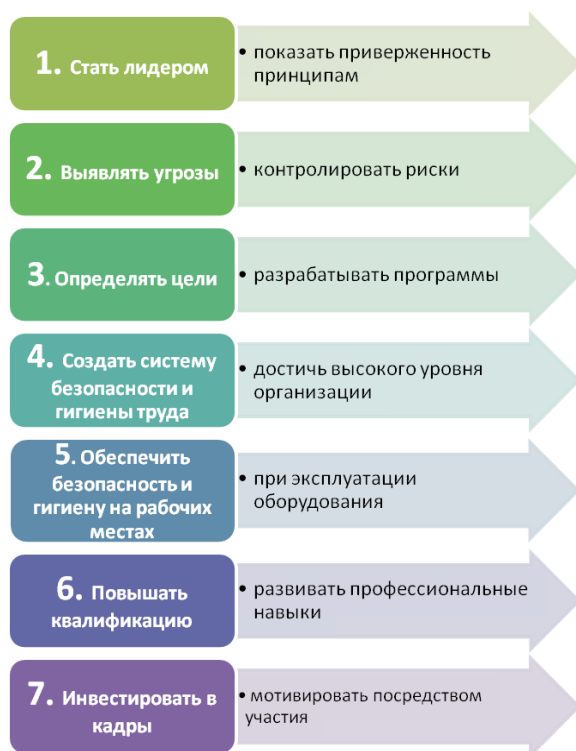 1. Стать лидером
• показать приверженность
принципам
2. Выявлять угрозы
• контролировать риски
3. Определять цели
• разрабатывать программы
4. Создать систему
безопасности и
гигиены труда
• достичь высокого уровня
организации
5. Обеспечить
безопасность и
гигиену на рабочих
местах
• при эксплуатации
оборудования
6. Повышать
квалификацию
• развивать профессиональные
навыки
7. Инвестировать в
кадры
• мотивировать посредством
участия